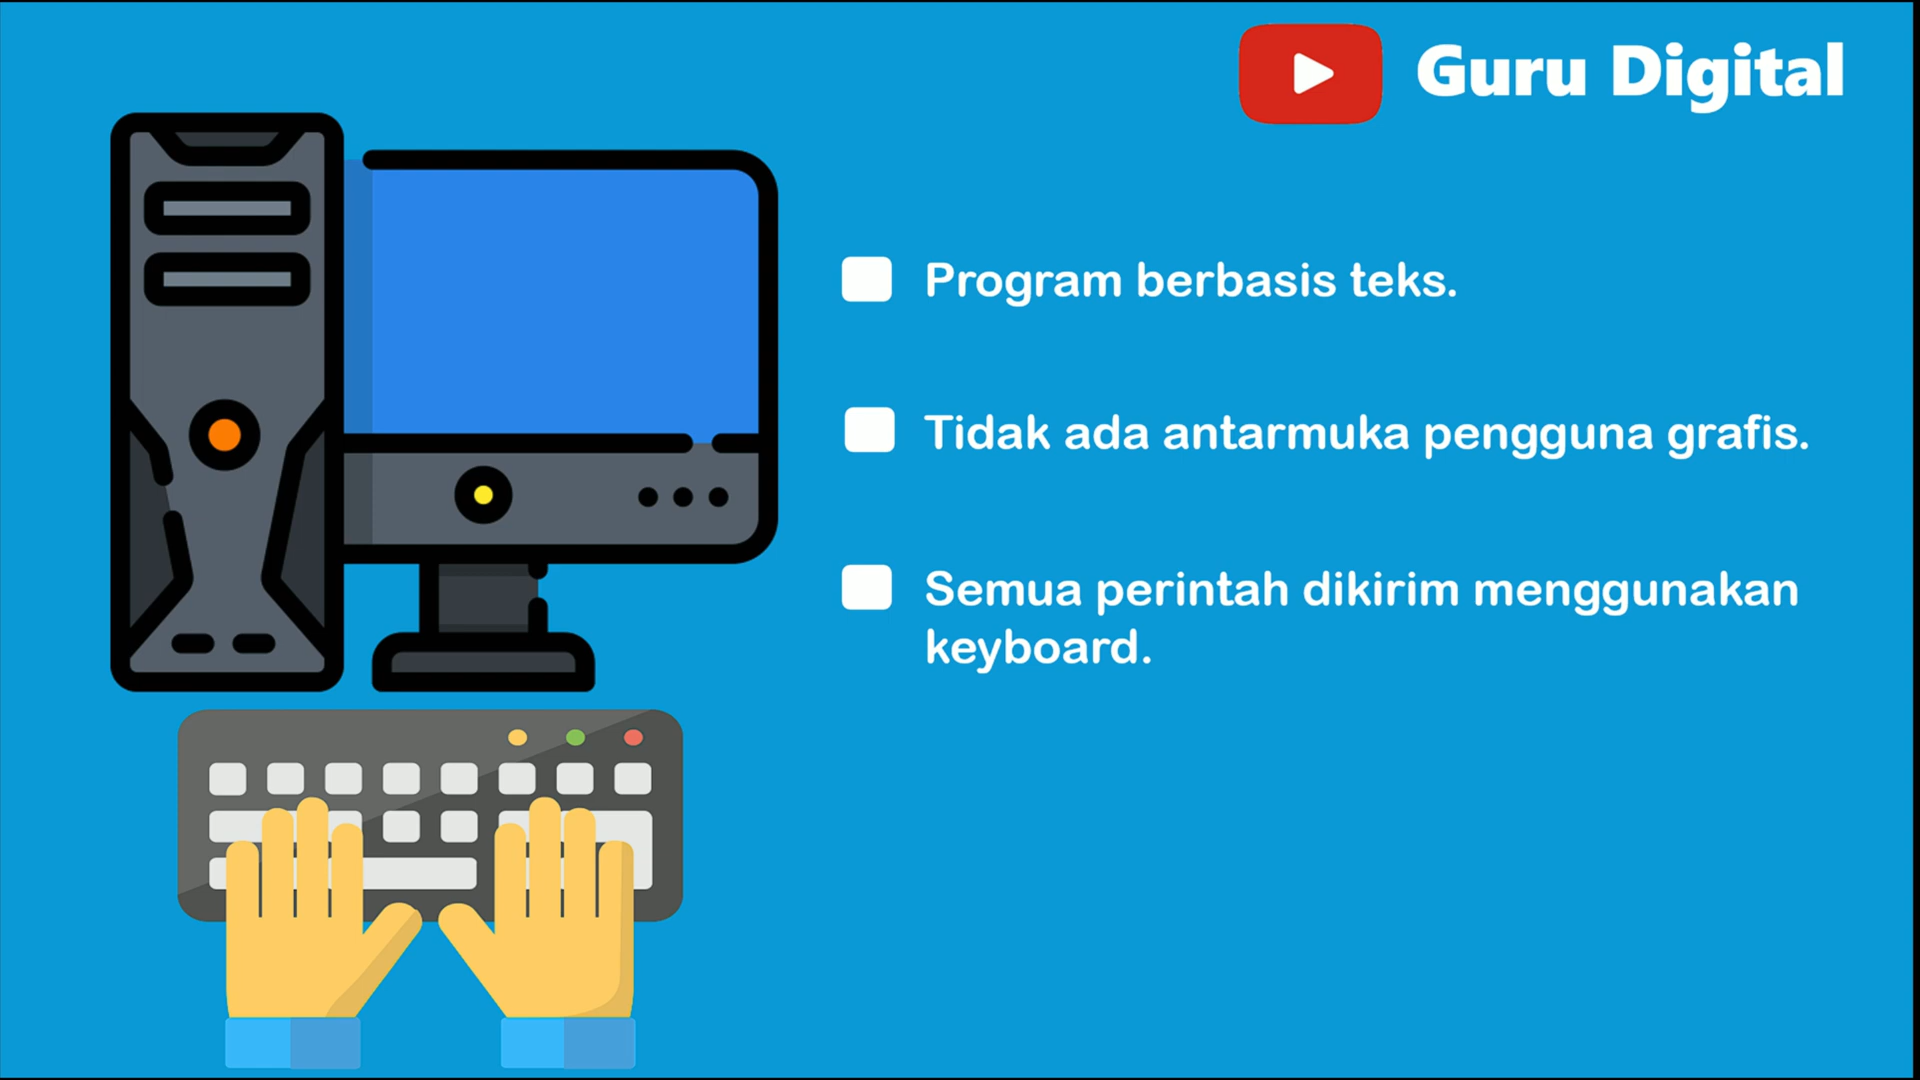 Guru Digital
Program berbasis teks.
Tidak ada antarmuka pengguna grafis.
Semua perintah dikirim menggunakan
keyboard.